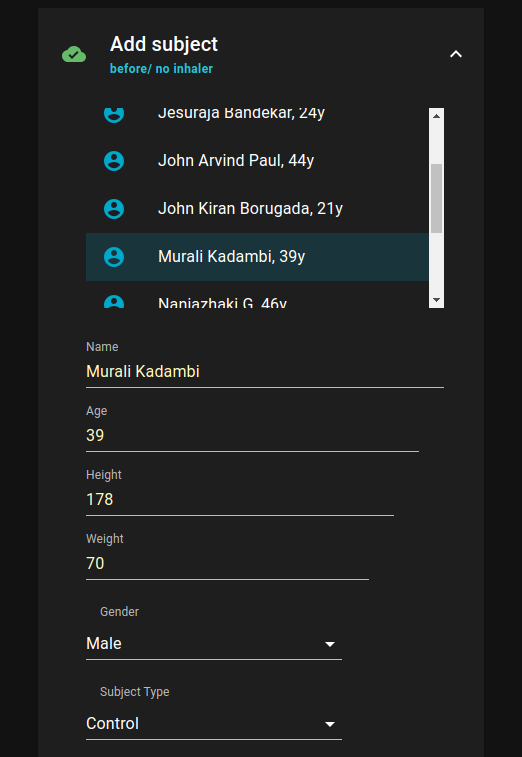 Add subject
before/ no inhaler
Jesuraja Bandekar, 24y
John Arvind Paul, 44y
John Kiran Borugada, 21y
Murali Kadambi, 39y
Nanjazhaki G, 46y
Name
Murali Kadambi
Age
39
Height
178
Weight
70
Gender
Male
Subject Type
Control